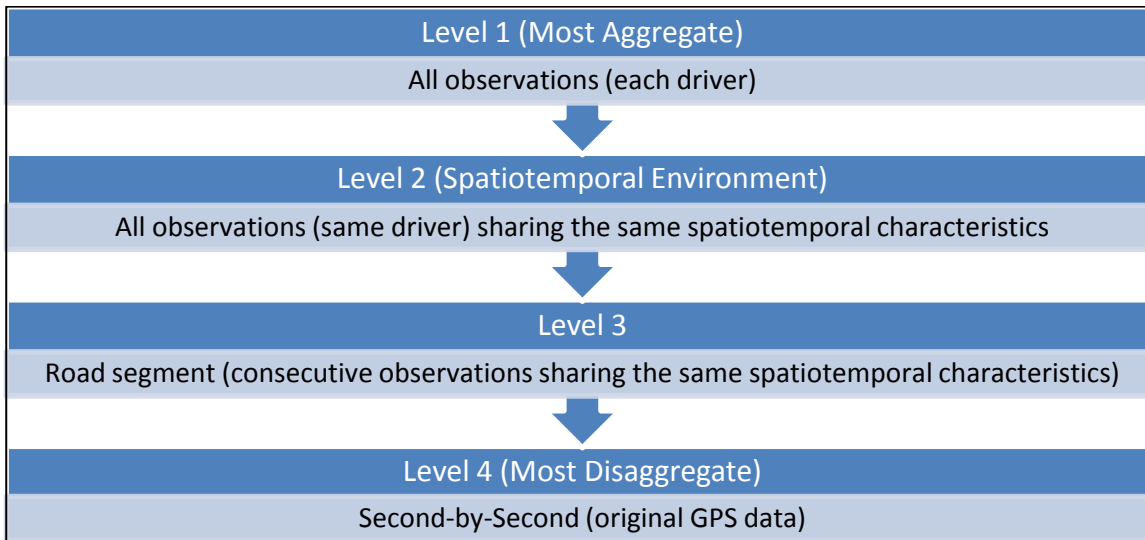 Level 1 (Most Aggregate)
All observations (each driver)
Level 2 (Spatiotemporal Environment)
All observations (same driver) sharing the same spatiotemporal characteristics
Level 3
Road segment (consecutive observations sharing the same spatiotemporal characteristics)
Level 4 (Most Disaggregate)
Second-by-Second (original GPS data)